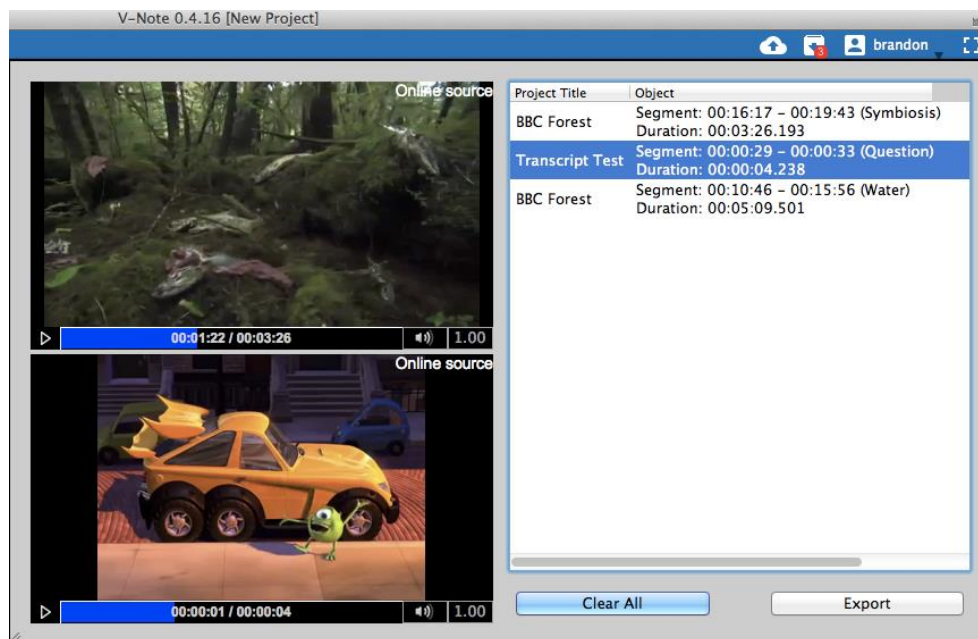 V-Note 0.4.16 [New Project]
3
brandon
Online source
00:01:22 / 00:03:26
1.00
Online source
00:00:01 / 00:00:04
1.00
Project Title Object
BBC Forest Segment: 00:16:17 - 00:19:43 (Symbiosis)
Duration: 00:03:26.193
Transcript Test Segment: 00:00:29 - 00:00:33 (Question)
Duration: 00:00:04.238
BBC Forest Segment: 00:10:46 - 00:15:56 (Water)
Duration: 00:05:09.501
Clear All
Export